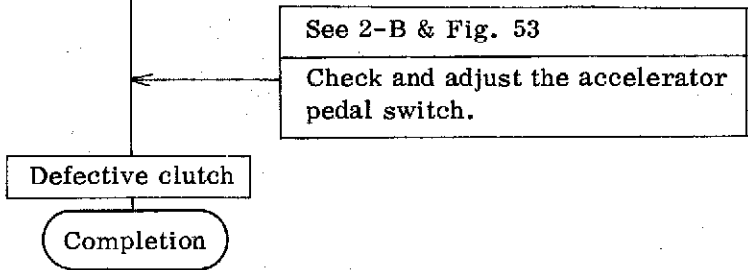 See 2-B & Fig. 53
Check and adjust the accelerator
pedal switch.
Defective clutch
Completion